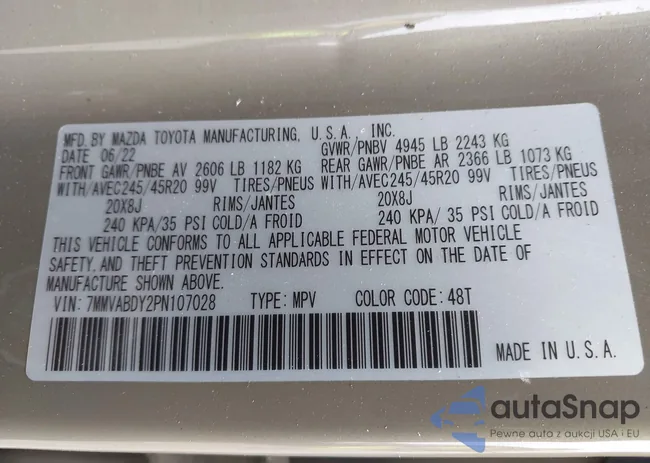 MFD. BY MAZDA TOYOTA MANUFACTURING, U.S.A., INC.
DATE 06/22 GVWR/PNBV 4945 LB 2243 KG
FRONT GAWR/PNBE AV 2606 LB 1182 KG REAR GAWR/PNBE AR 2366 LB 1073 KG
WITH/AVEC245/45R20 99V TIRES/PNEUS WITH/AVEC245/45R20 99V TIRES/PNEUS
20X8J RIMS/JANTES 20X8J RIMS/JANTES
240 KPA/35 PSI COLD/A FROID 240 KPA/ 35 PSI COLD/A FROID
THIS VEHICLE CONFORMS TO ALL APPLICABLE FEDERAL MOTOR VEHICLE
SAFETY, AND THEFT PREVENTION STANDARDS IN EFFECT ON THE DATE OF
MANUFACTURE SHOWN ABOVE.
VIN: 7MMVABDY2PN107028 TYPE: MPV COLOR CODE: 48T
MADE IN U.S.A.
autoSnap
Pewne auta z aukcji USA i EU